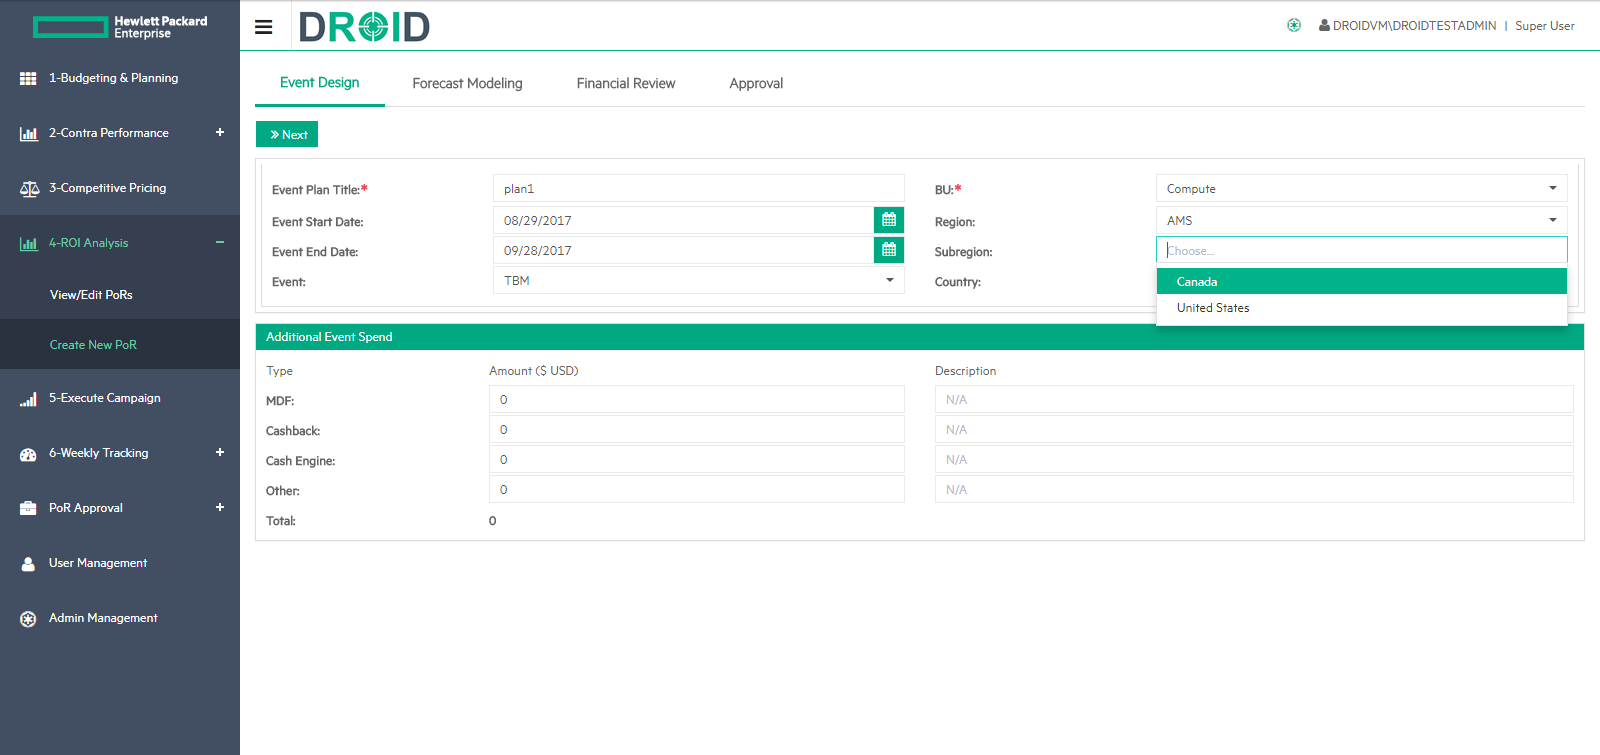 Hewlett Packard
Enterprise
DROID
DROIDVM\DROIDTESTADMIN | Super User
1-Budgeting & Planning
2-Contra Performance +
3-Competitive Pricing
4-ROI Analysis −
View/Edit PoRs
Create New PoR
5-Execute Campaign
6-Weekly Tracking +
PoR Approval +
User Management
Admin Management
Event Design Forecast Modeling Financial Review Approval
» Next
Event Plan Title:* plan1 BU:* Compute
Event Start Date: 08/29/2017 Region: AMS
Event End Date: 09/28/2017 Subregion: Choose...
Event: TBM Country:
Canada
United States
Additional Event Spend
Type Amount ($ USD) Description
MDF: 0 N/A
Cashback: 0 N/A
Cash Engine: 0 N/A
Other: 0 N/A
Total: 0